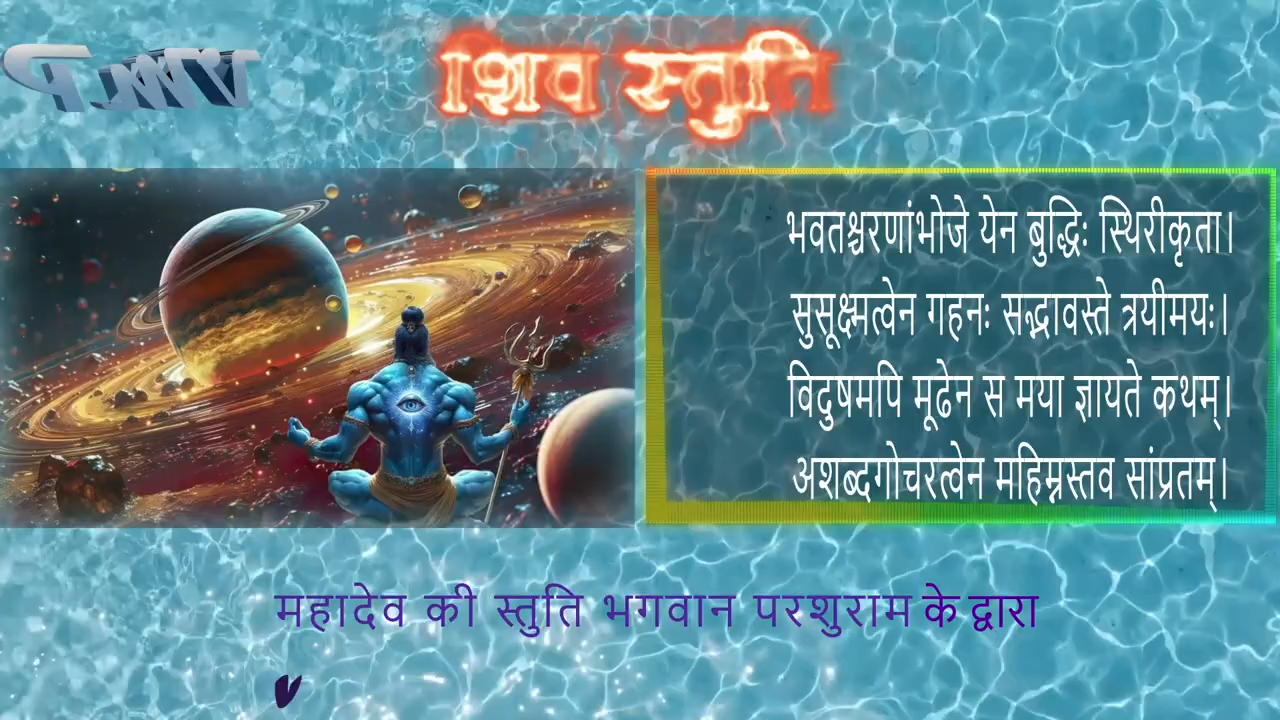 शिव स्तुति
भवतश्चरणांभोजे येन बुद्धिः स्थिरीकृता।
सुसूक्ष्मत्वेन गहनः सद्भावस्ते त्रयीमयः।
विदुषमपि मूढेन स मया ज्ञायते कथम्।
अशब्दगोचरत्वेन महिम्नस्तव सांप्रतम्।
महादेव की स्तुति भगवान परशुराम के द्वारा